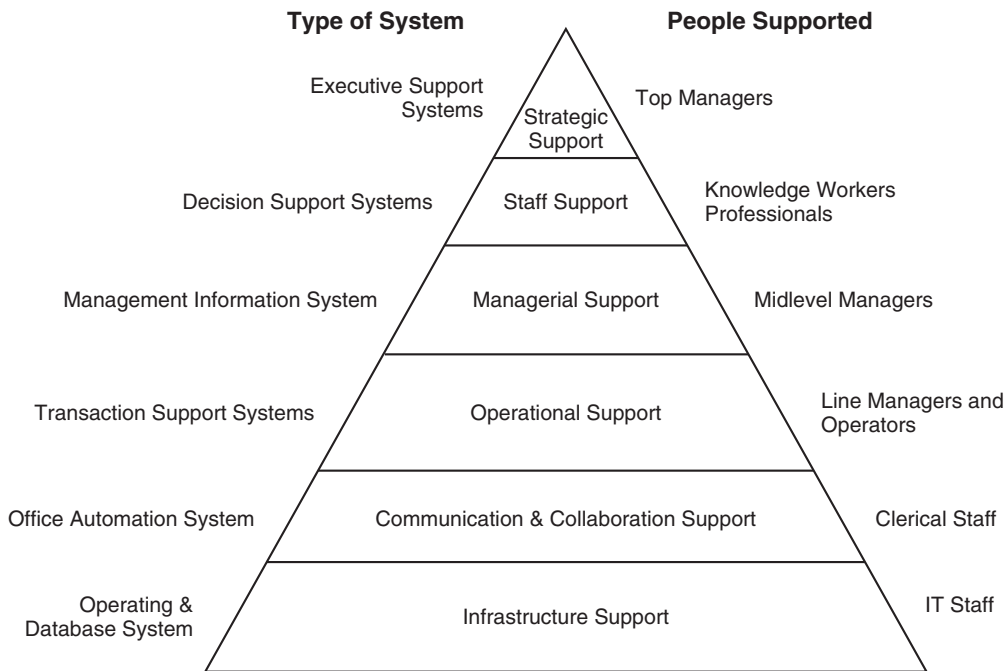 Type of System
People Supported
Executive Support
Systems
Strategic
Support
Top Managers
Decision Support Systems
Staff Support
Knowledge Workers
Professionals
Management Information System
Managerial Support
Midlevel Managers
Transaction Support Systems
Operational Support
Line Managers and
Operators
Office Automation System
Communication & Collaboration Support
Clerical Staff
Operating &
Database System
Infrastructure Support
IT Staff